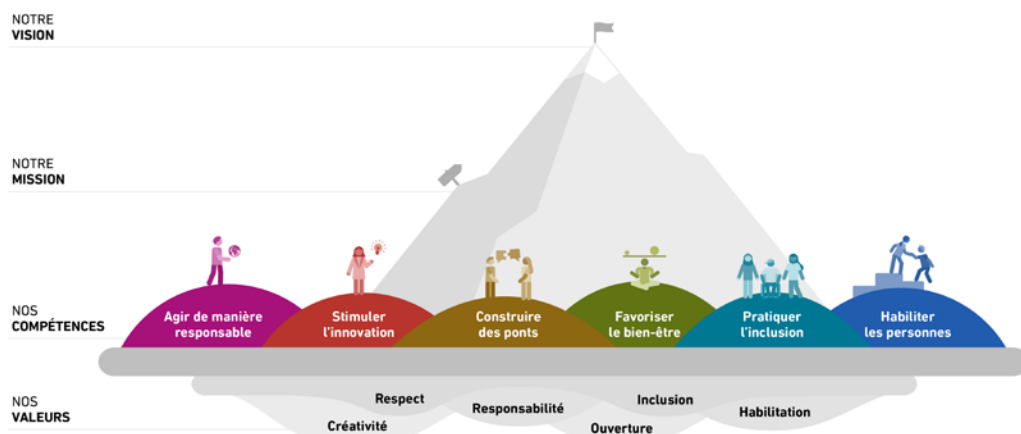 NOTRE
VISION
NOTRE
MISSION
NOS
COMPÉTENCES
Agir de manière
responsable
Stimuler
l'innovation
Construire
des ponts
Favoriser
le bien-être
Pratiquer
l'inclusion
Habiliter
les personnes
NOS
VALEURS
Respect
Créativité
Responsabilité
Inclusion
Ouverture
Habilitation